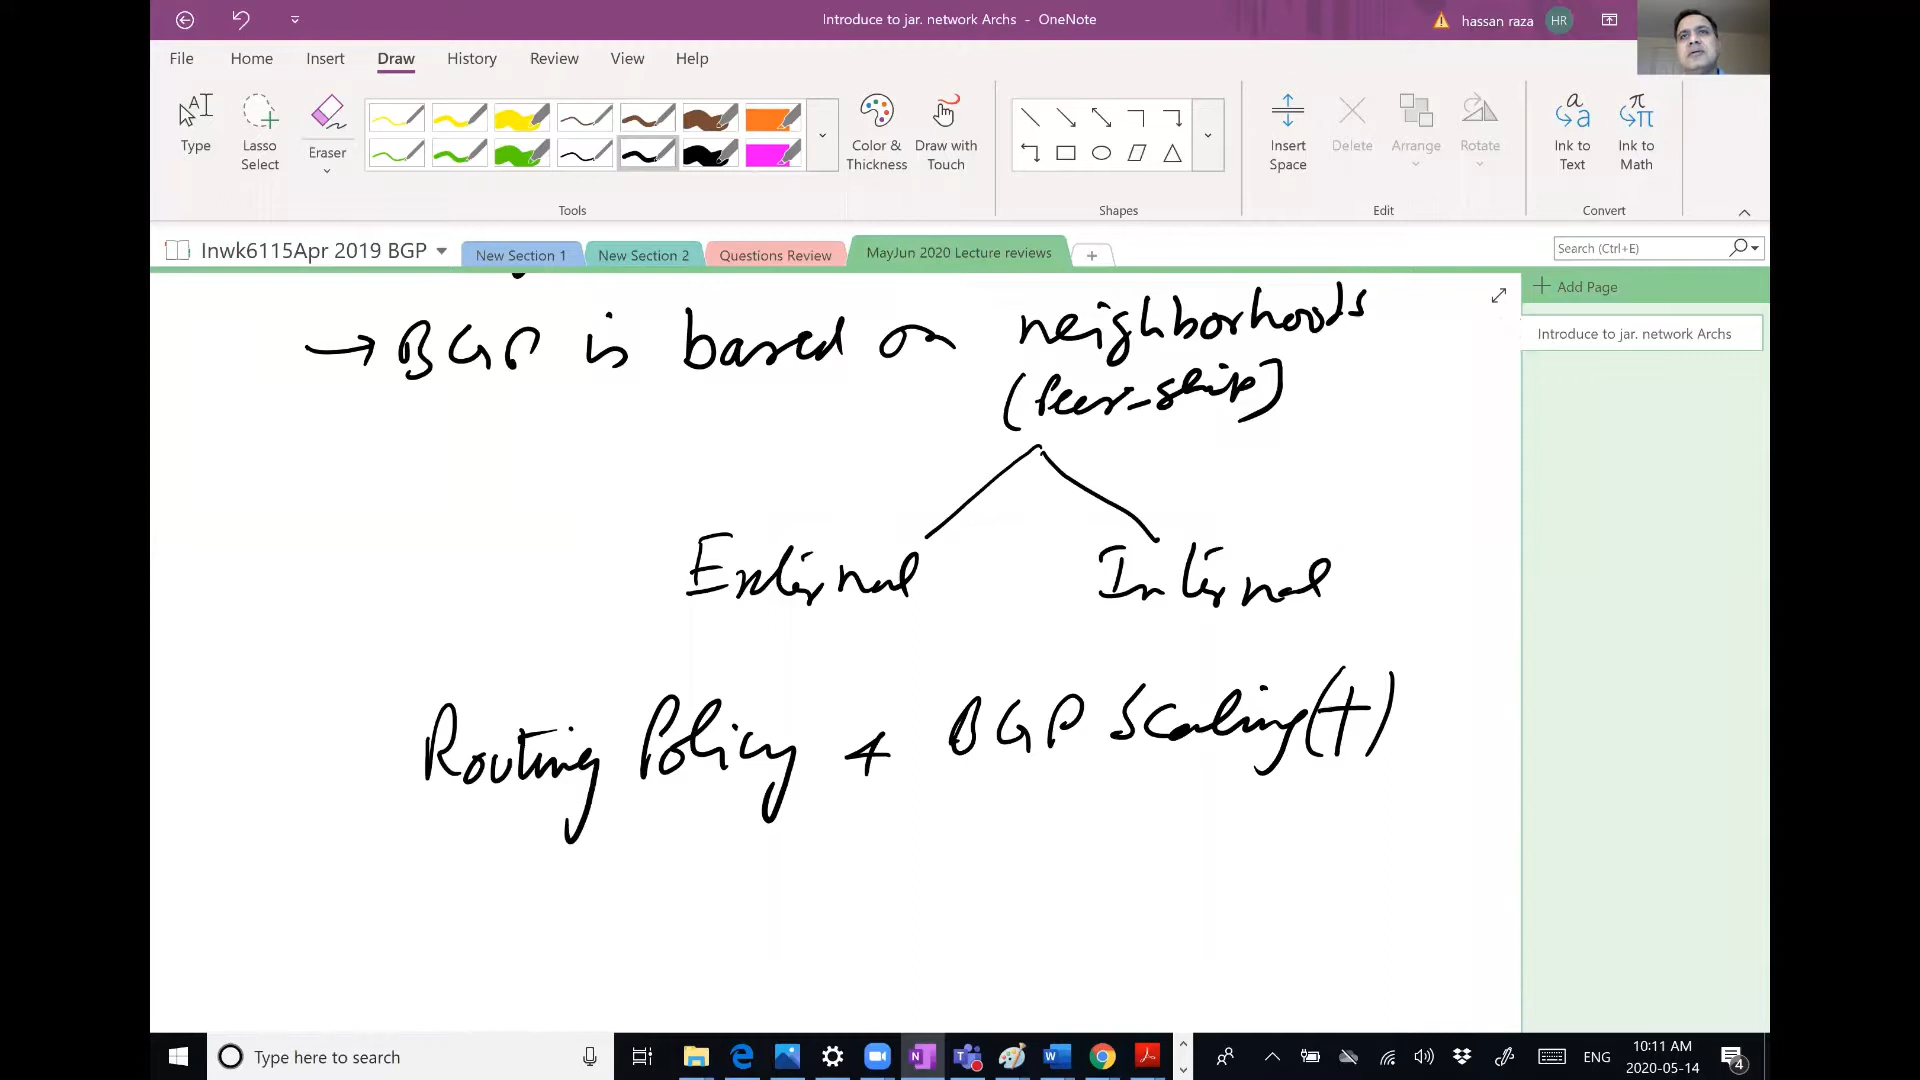 Introduce to jar. network Archs - OneNote
hassan raza HR
File Home Insert Draw History Review View Help
Type
Lasso Select
Eraser
Color & Thickness
Draw with Touch
Insert Space
Delete
Arrange
Rotate
Ink to Text
Ink to Math
Tools
Shapes
Edit
Convert
Inwk6115Apr 2019 BGP
New Section 1
New Section 2
Questions Review
MayJun 2020 Lecture reviews
+
Search (Ctrl+E)
Add Page
Introduce to jar. network Archs
→ BGP is based on neighborhoods
(Peer-ship)
External Internal
Routing Policy + BGP Scaling(+)
Type here to search
ENG
10:11 AM
2020-05-14
4